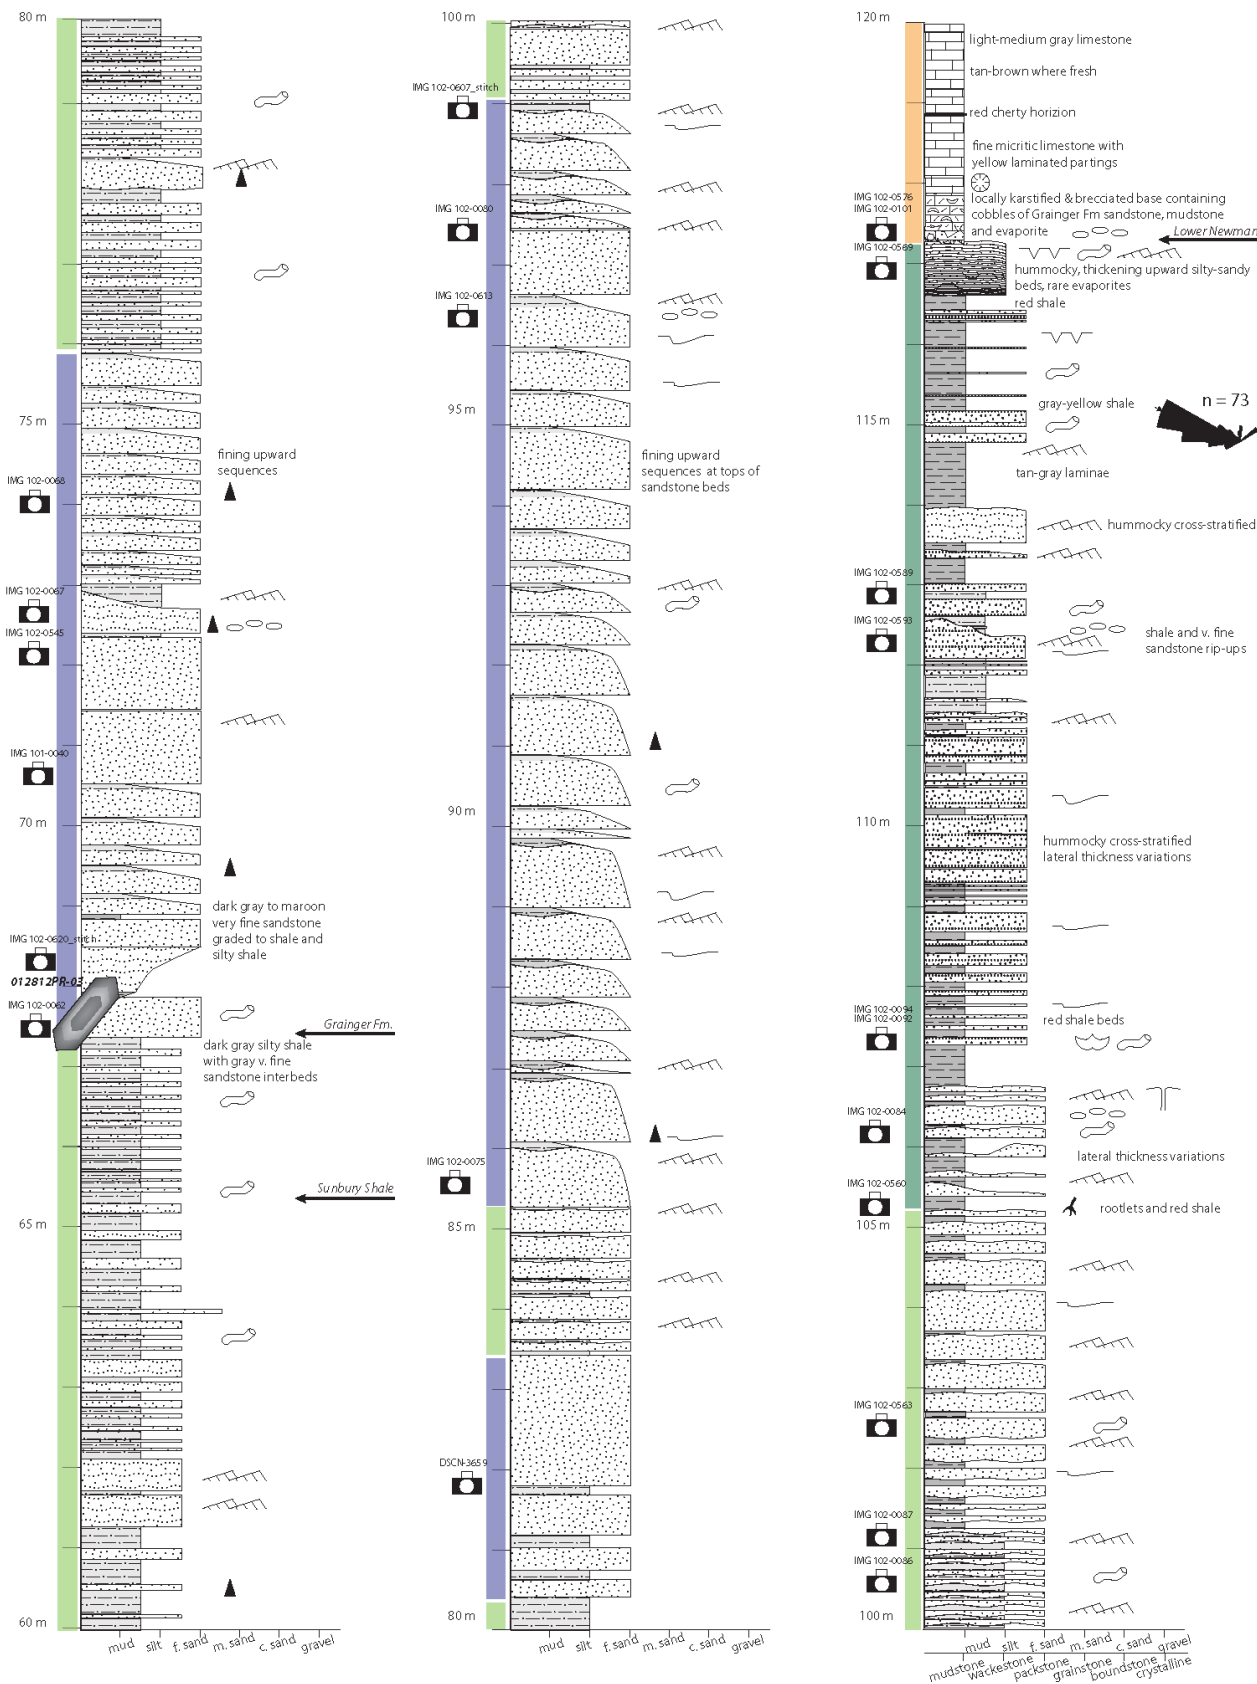 80 m
75 m
IMG 102-0068
fining upward
sequences
IMG 102-0067
IMG 102-0545
IMG 101-0040
70 m
dark gray to maroon
very fine sandstone
graded to shale and
silty shale
IMG 102-0620_stitch
012812PR-03
IMG 102-0062
Grainger Fm.
dark gray silty shale
with gray v. fine
sandstone interbeds
Sunbury Shale
65 m
60 m
mud silt f. sand m. sand c. sand gravel
100 m
IMG 102-0607_stitch
IMG 102-0080
IMG 102-0613
95 m
fining upward
sequences at tops of
sandstone beds
90 m
IMG 102-0075
85 m
DSCN-3659
80 m
mud silt f. sand m. sand c. sand gravel
120 m
light-medium gray limestone
tan-brown where fresh
red cherty horizion
fine micritic limestone with
yellow laminated partings
IMG 102-0576
IMG 102-0101
locally karstified & brecciated base containing
cobbles of Grainger Fm sandstone, mudstone
and evaporite
Lower Newman
IMG 102-0569
hummocky, thickening upward silty-sandy
beds, rare evaporites
red shale
gray-yellow shale
n = 73
115 m
tan-gray laminae
hummocky cross-stratified
IMG 102-0589
IMG 102-0593
shale and v. fine
sandstone rip-ups
110 m
hummocky cross-stratified
lateral thickness variations
IMG 102-0094
IMG 102-0092
red shale beds
IMG 102-0084
lateral thickness variations
IMG 102-0560
rootlets and red shale
105 m
IMG 102-0563
IMG 102-0087
IMG 102-0086
100 m
mud silt f. sand m. sand c. sand gravel
mudstone wackestone packstone grainstone boundstone crystalline